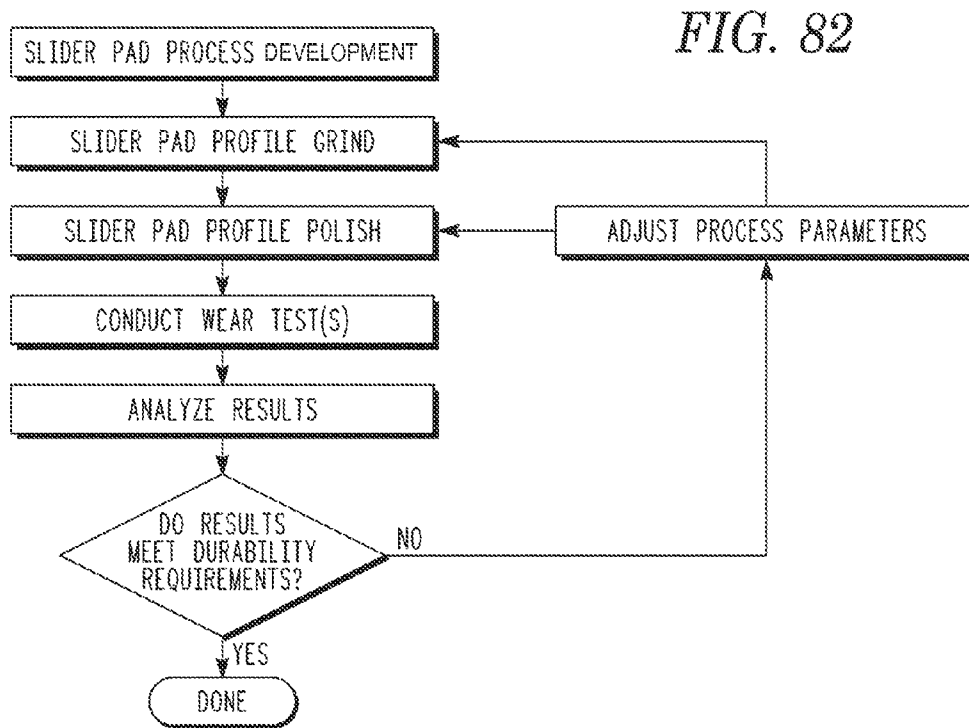 FIG. 82
SLIDER PAD PROCESS DEVELOPMENT
SLIDER PAD PROFILE GRIND
SLIDER PAD PROFILE POLISH
ADJUST PROCESS PARAMETERS
CONDUCT WEAR TEST(S)
ANALYZE RESULTS
DO RESULTS
MEET DURABILITY
REQUIREMENTS?
NO
YES
DONE